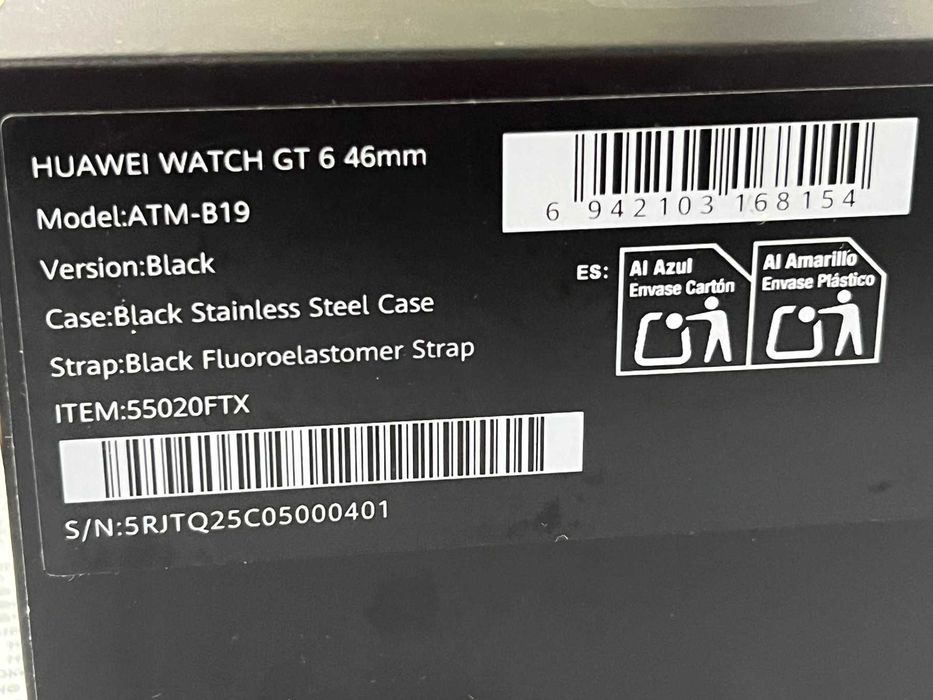 HUAWEI WATCH GT 6 46mm
Model:ATM-B19
Version:Black
Case:Black Stainless Steel Case
Strap:Black Fluoroelastomer Strap
ITEM:55020FTX
S/N:5RJTQ25C05000401
6 942103 168154
ES:
Al Azul
Envase Cartón
Al Amarillo
Envase Plástico